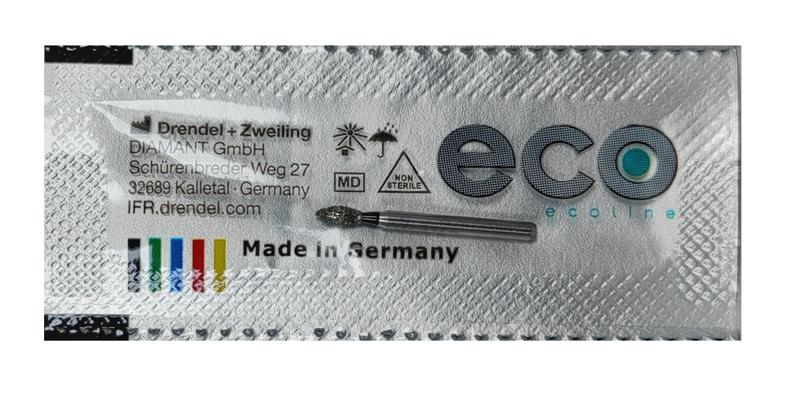 Drendel + Zweiling
DIAMANT GmbH
Schürenbreder Weg 27
32689 Kalletal · Germany
IFR.drendel.com
MD
NON
STERILE
eco
ecoline
Made in Germany